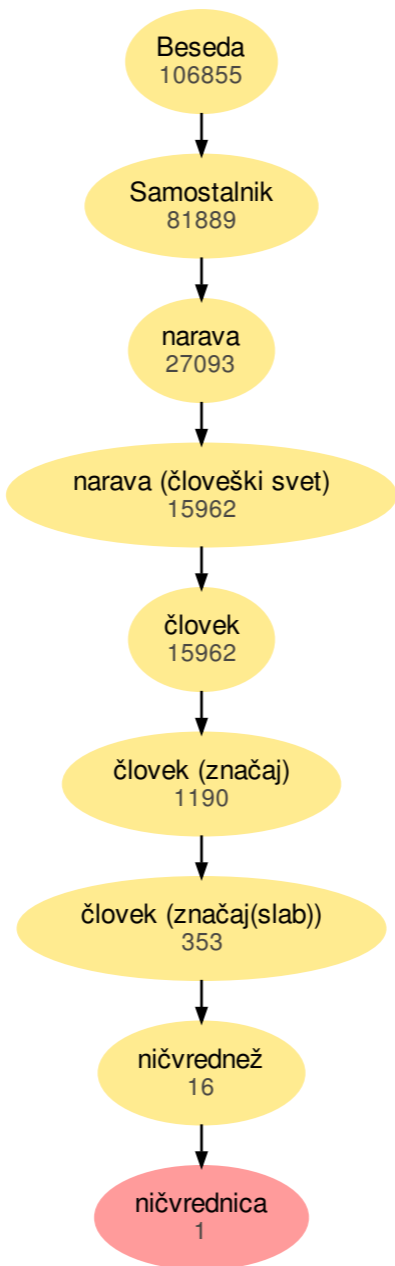 Beseda
106855
Samostalnik
81889
narava
27093
narava (človeški svet)
15962
človek
15962
človek (značaj)
1190
človek (značaj(slab))
353
ničvrednež
16
ničvrednica
1